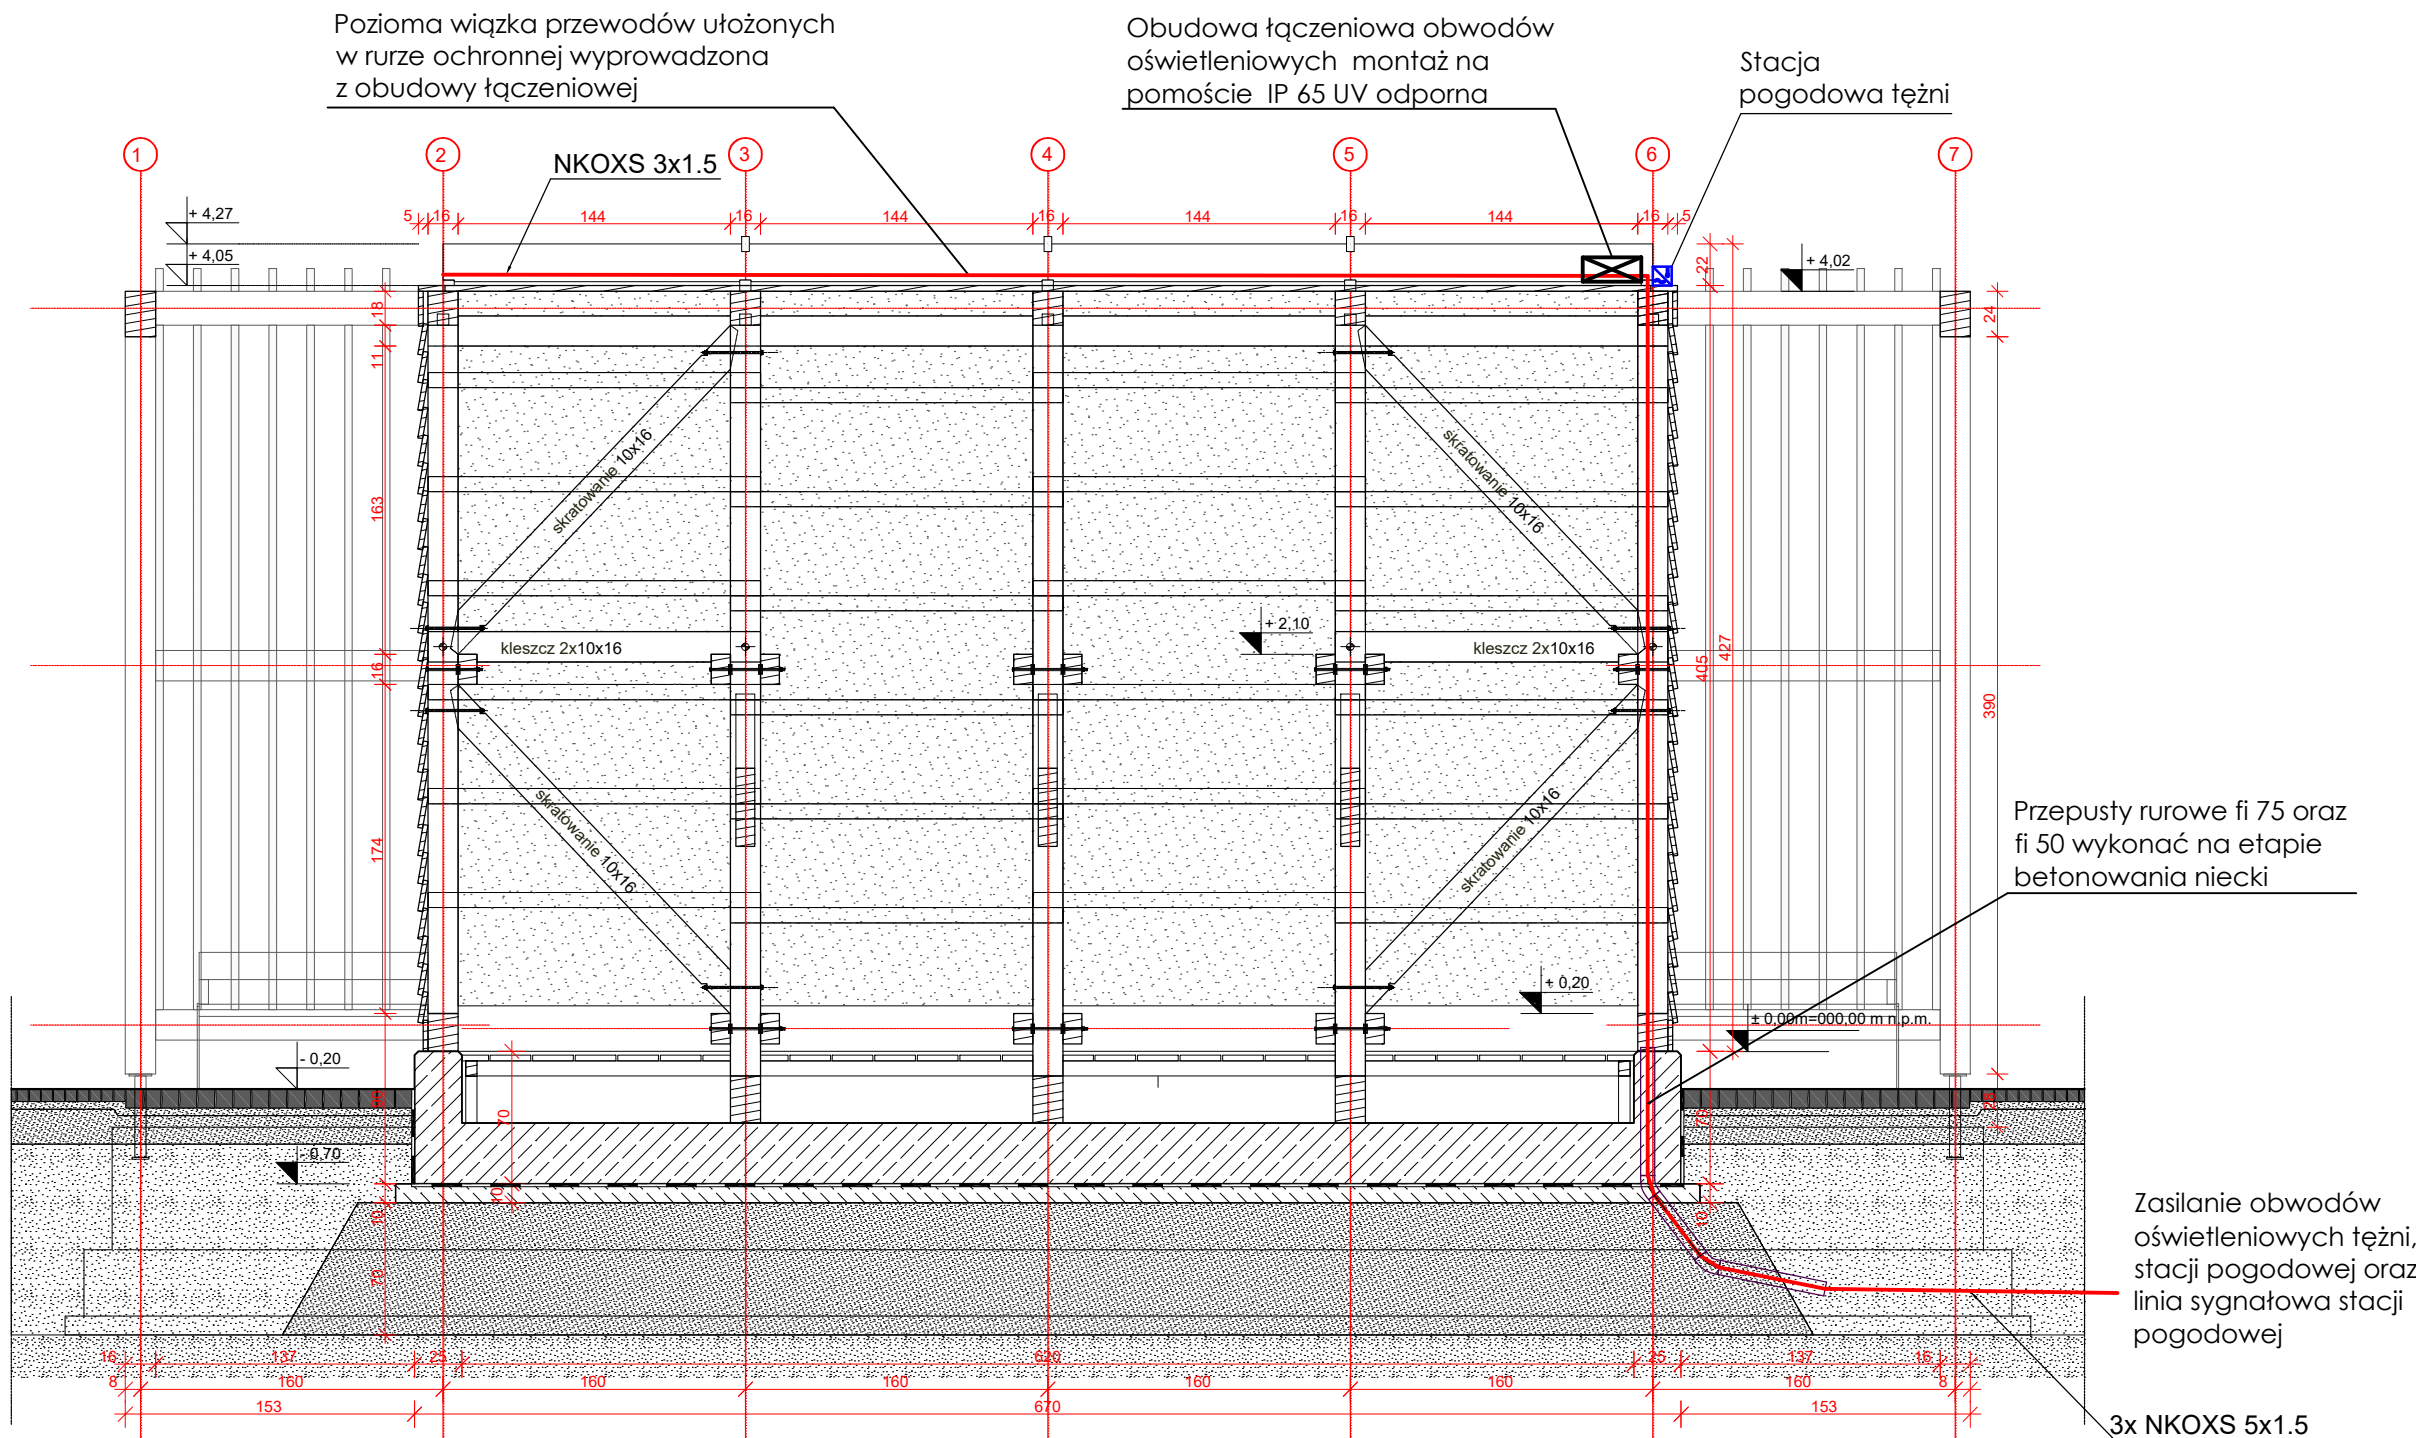 Pozioma wiązka przewodów ułożonych
w rurze ochronnej wyprowadzona
z obudowy łączeniowej
Obudowa łączeniowa obwodów
oświetleniowych montaż na
pomoście IP 65 UV odporna
Stacja
pogodowa tężni
1
2
3
4
5
6
7
NKOXS 3x1.5
+ 4,27
+ 4,05
5
16
144
16
144
16
144
16
144
16
5
22
+ 4,02
18
11
163
16
174
24
390
405
427
skratowanie 10x16
skratowanie 10x16
kleszcz 2x10x16
+ 2,10
kleszcz 2x10x16
skratowanie 10x16
skratowanie 10x16
Przepusty rurowe fi 75 oraz
fi 50 wykonać na etapie
betonowania niecki
+ 0,20
± 0,00m=000,00 m n.p.m.
- 0,20
70
70
- 0,70
10
10
10
70
Zasilanie obwodów
oświetleniowych tężni,
stacji pogodowej oraz
linia sygnałowa stacji
pogodowej
16
137
25
620
25
137
16
8
160
160
160
160
160
160
8
153
670
153
3x NKOXS 5x1.5